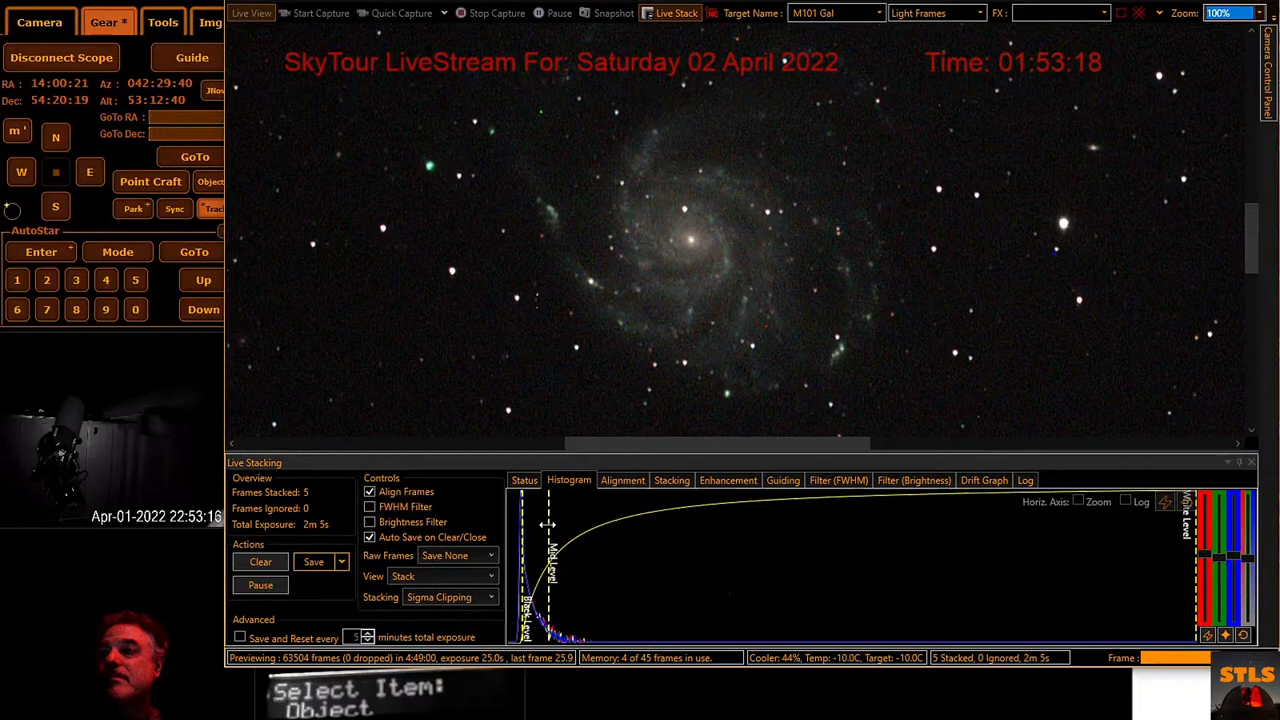 Camera Gear * Tools Img
Live View Start Capture Quick Capture Stop Capture Pause Snapshot Live Stack Target Name : M101 Gal Light Frames FX : Zoom: 100%
Disconnect Scope Guide
RA : 14:00:21 Az : 042:29:40
Dec: 54:20:19 Alt : 53:12:40
JNow
GoTo RA :
GoTo Dec:
m ' N GoTo
W E Point Craft Object
S Park + Sync Track
AutoStar
Enter + Mode GoTo
1 2 3 4 5 Up
6 7 8 9 0 Down
SkyTour LiveStream For: Saturday 02 April 2022 Time: 01:53:18
Camera Control Panel
Apr-01-2022 22:53:16
Live Stacking
Overview
Frames Stacked: 5
Frames Ignored: 0
Total Exposure: 2m 5s
Actions
Clear Save
Pause
Controls
Align Frames
FWHM Filter
Brightness Filter
Auto Save on Clear/Close
Raw Frames Save None
View Stack
Stacking Sigma Clipping
Advanced
Save and Reset every 5 minutes total exposure
Status Histogram Alignment Stacking Enhancement Guiding Filter (FWHM) Filter (Brightness) Drift Graph Log
Horiz. Axis: Zoom Log
Black Level
Mid Level
White Level
Previewing : 63504 frames (0 dropped) in 4:49:00, exposure 25.0s , last frame 25.9 Memory: 4 of 45 frames in use. Cooler: 44%, Temp: -10.0C, Target: -10.0C 5 Stacked, 0 Ignored, 2m 5s Frame :
Select Item:
Object
STLS